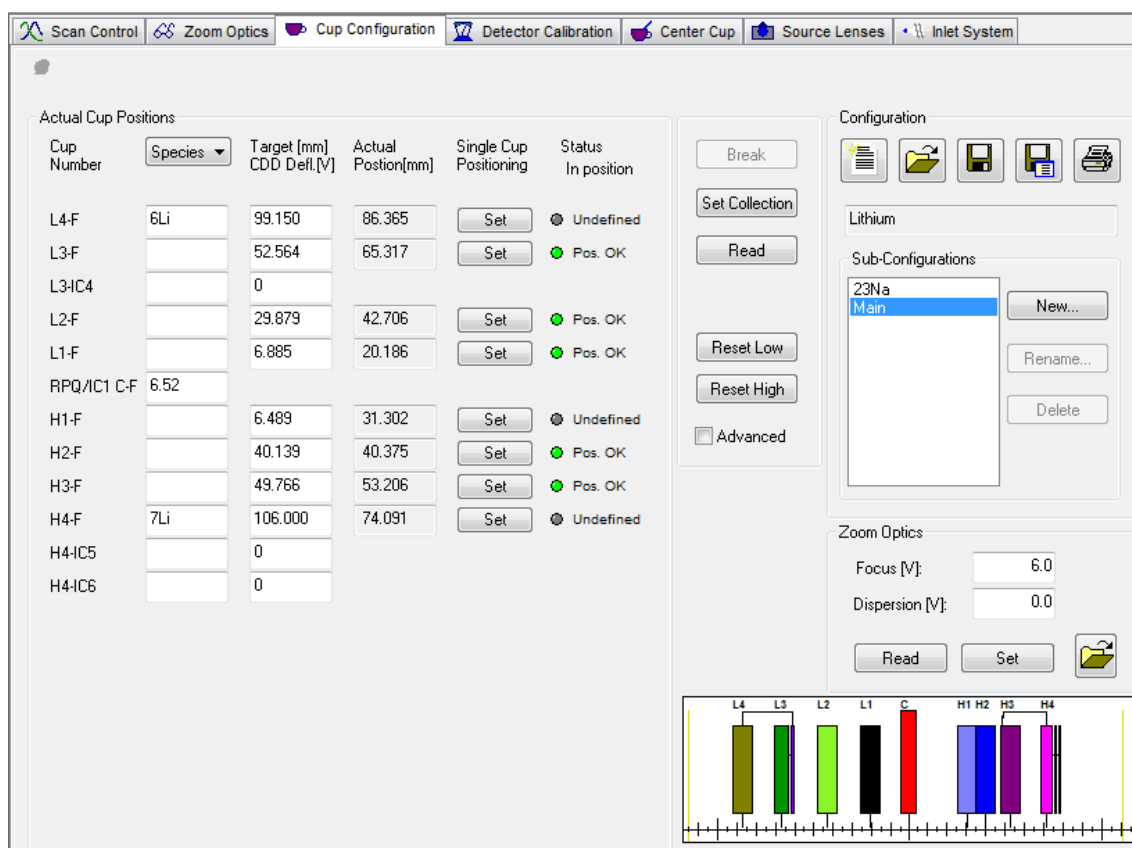 Scan Control Zoom Optics Cup Configuration Detector Calibration Center Cup Source Lenses Inlet System
Actual Cup Positions
Cup Number Species Target [mm] CDD Defl.[V] Actual Postion[mm] Single Cup Positioning Status In position
L4-F 6Li 99.150 86.365 Set Undefined
L3-F 52.564 65.317 Set Pos. OK
L3-IC4 0
L2-F 29.879 42.706 Set Pos. OK
L1-F 6.885 20.186 Set Pos. OK
RPQ/IC1 C-F 6.52
H1-F 6.489 31.302 Set Undefined
H2-F 40.139 40.375 Set Pos. OK
H3-F 49.766 53.206 Set Pos. OK
H4-F 7Li 106.000 74.091 Set Undefined
H4-IC5 0
H4-IC6 0
Break
Set Collection
Read
Reset Low
Reset High
Advanced
Configuration
Lithium
Sub-Configurations
23Na
Main
New...
Rename...
Delete
Zoom Optics
Focus [V]: 6.0
Dispersion [V]: 0.0
Read Set
L4 L3 L2 L1 C H1 H2 H3 H4